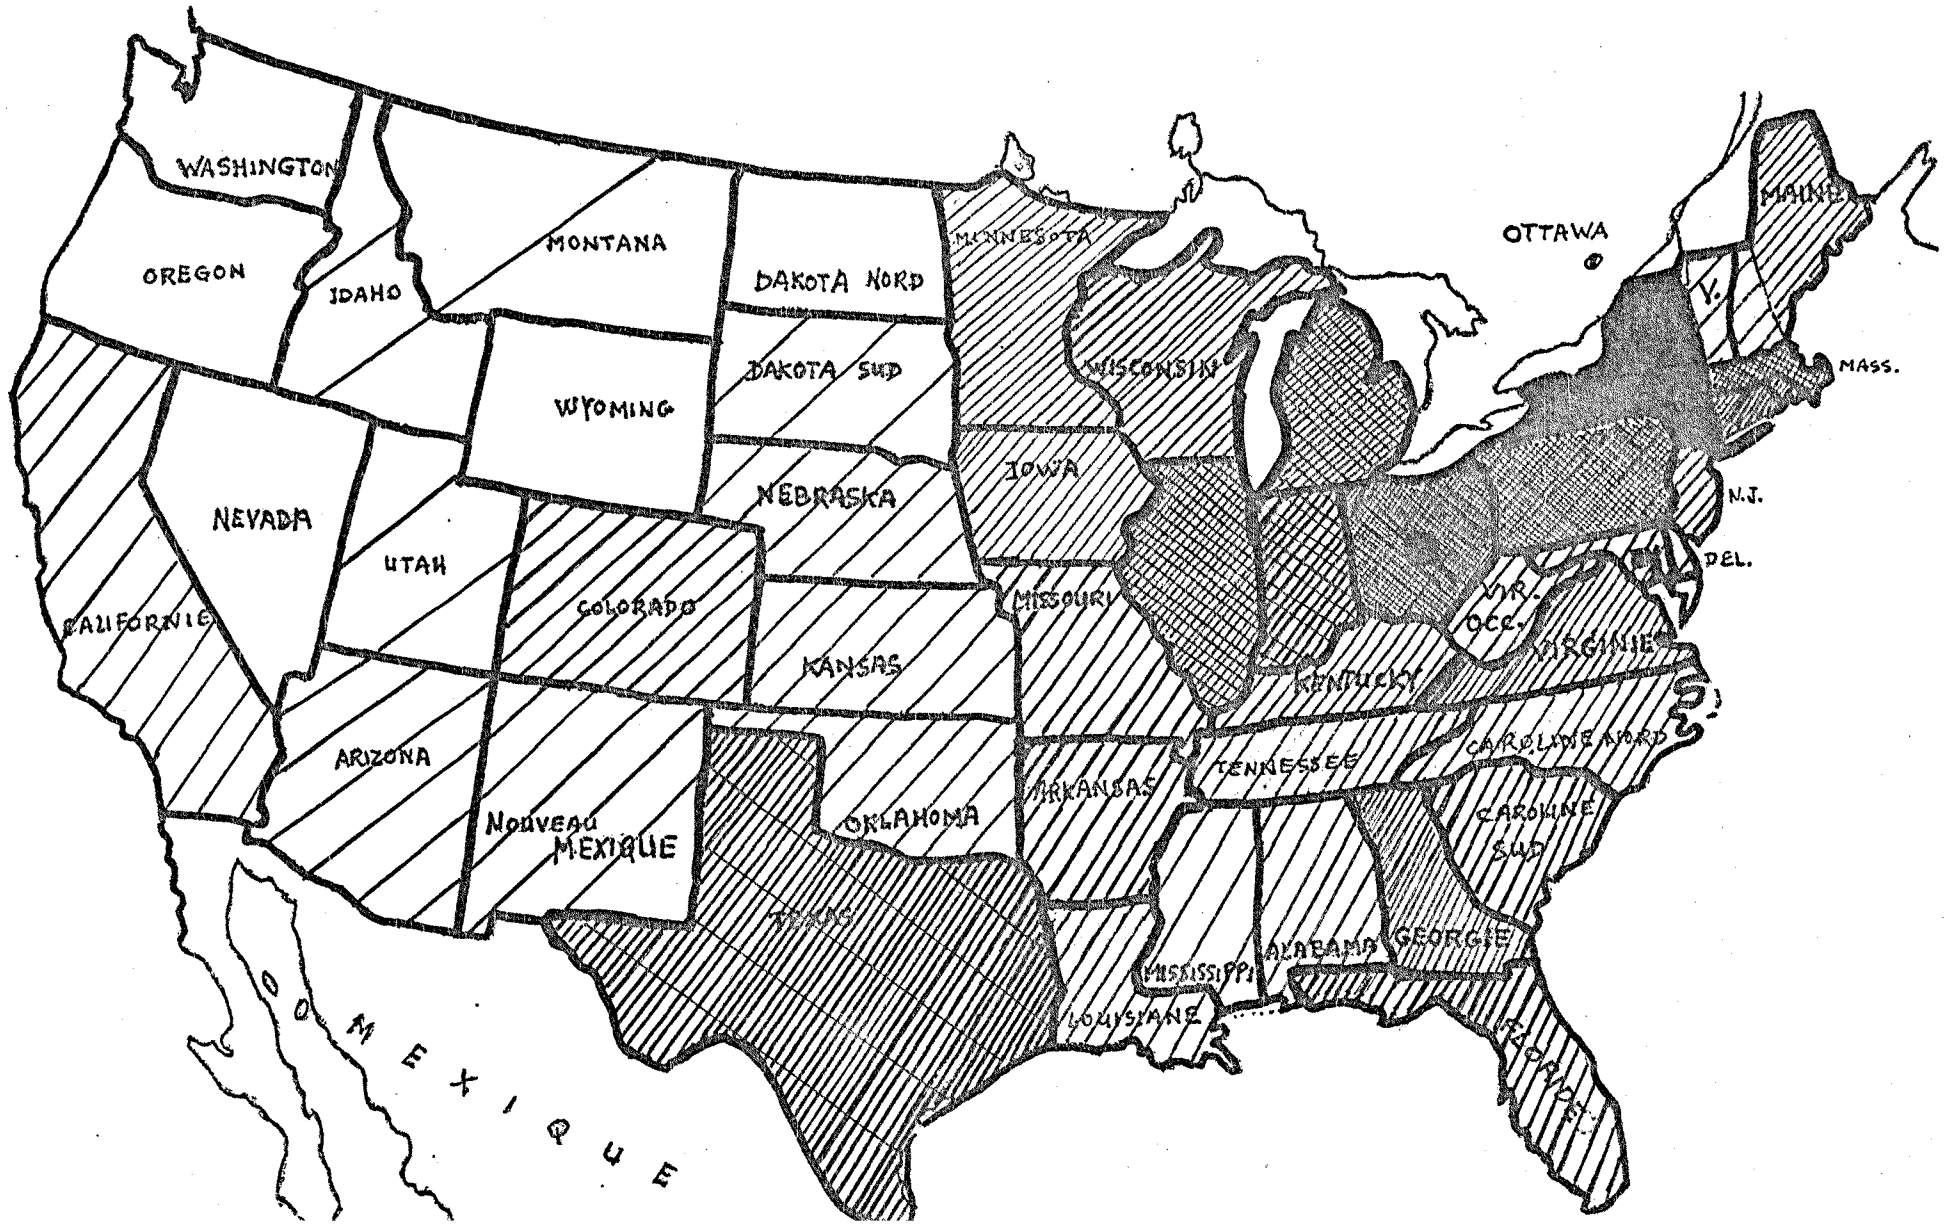 WASHINGTON
OREGON
IDAHO
MONTANA
DAKOTA NORD
DAKOTA SUD
MINNESOTA
WISCONSIN
OTTAWA
MAINE
V.
MASS.
WYOMING
NEBRASKA
IOWA
NEVADA
UTAH
COLORADO
KANSAS
MISSOURI
N.J.
DEL.
VIR.
OCC.
VIRGINIE
KENTUCKY
CALIFORNIE
ARIZONA
NOUVEAU
MEXIQUE
OKLAHOMA
ARKANSAS
TENNESSEE
CAROLINE NORD
CAROLINE
SUD
TEXAS
MISSISSIPPI
ALABAMA
GEORGIE
LOUISIANE
FLORIDE
MEXIQUE